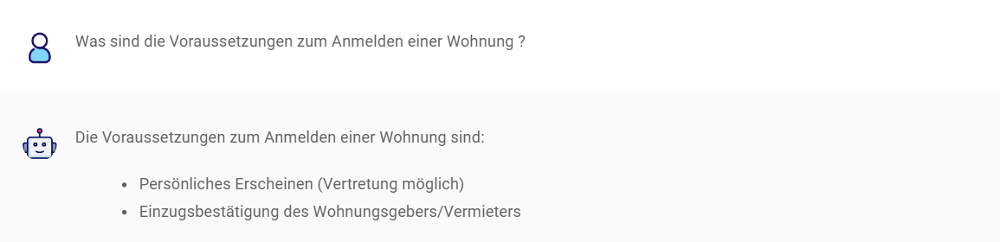 Was sind die Voraussetzungen zum Anmelden einer Wohnung ?
Die Voraussetzungen zum Anmelden einer Wohnung sind:
• Persönliches Erscheinen (Vertretung möglich)
• Einzugsbestätigung des Wohnungsgebers/Vermieters